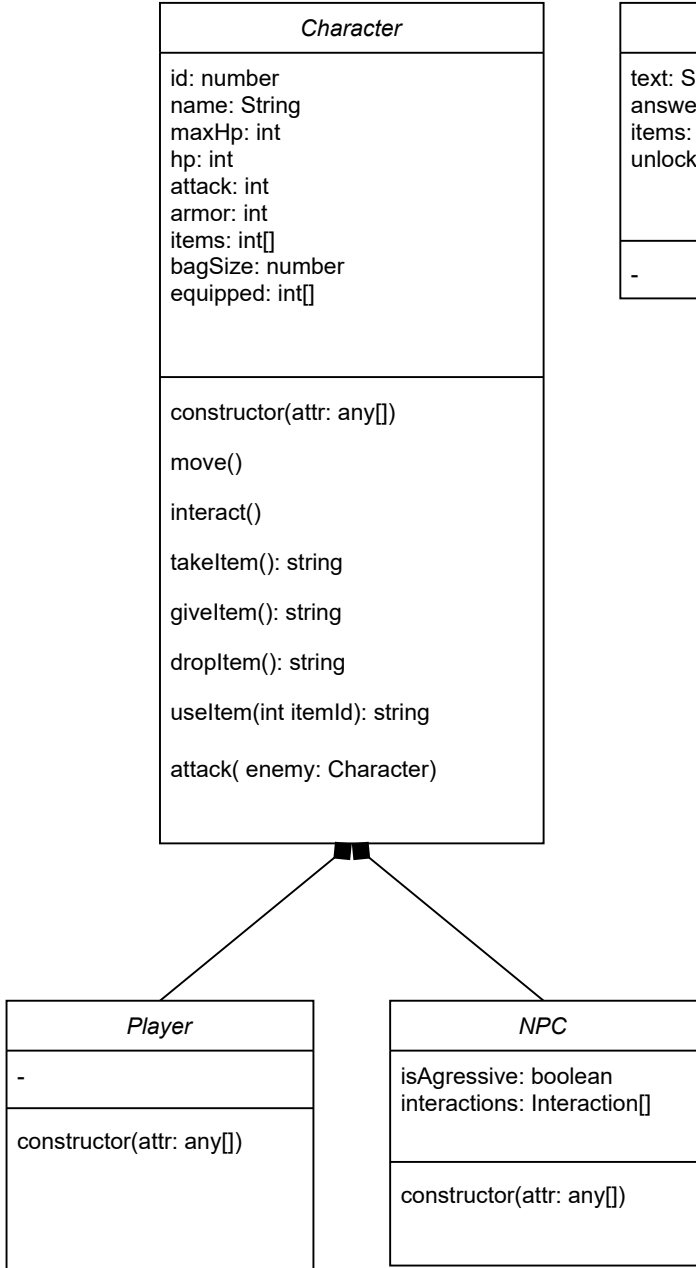 Character
id: number
name: String
maxHp: int
hp: int
attack: int
armor: int
items: int[]
bagSize: number
equipped: int[]
constructor(attr: any[])
move()
interact()
takeItem(): string
giveItem(): string
dropItem(): string
useItem(int itemId): string
attack( enemy: Character)
text:
items:
-
Player
-
constructor(attr: any[])
NPC
isAgressive: boolean
interactions: Interaction[]
constructor(attr: any[])